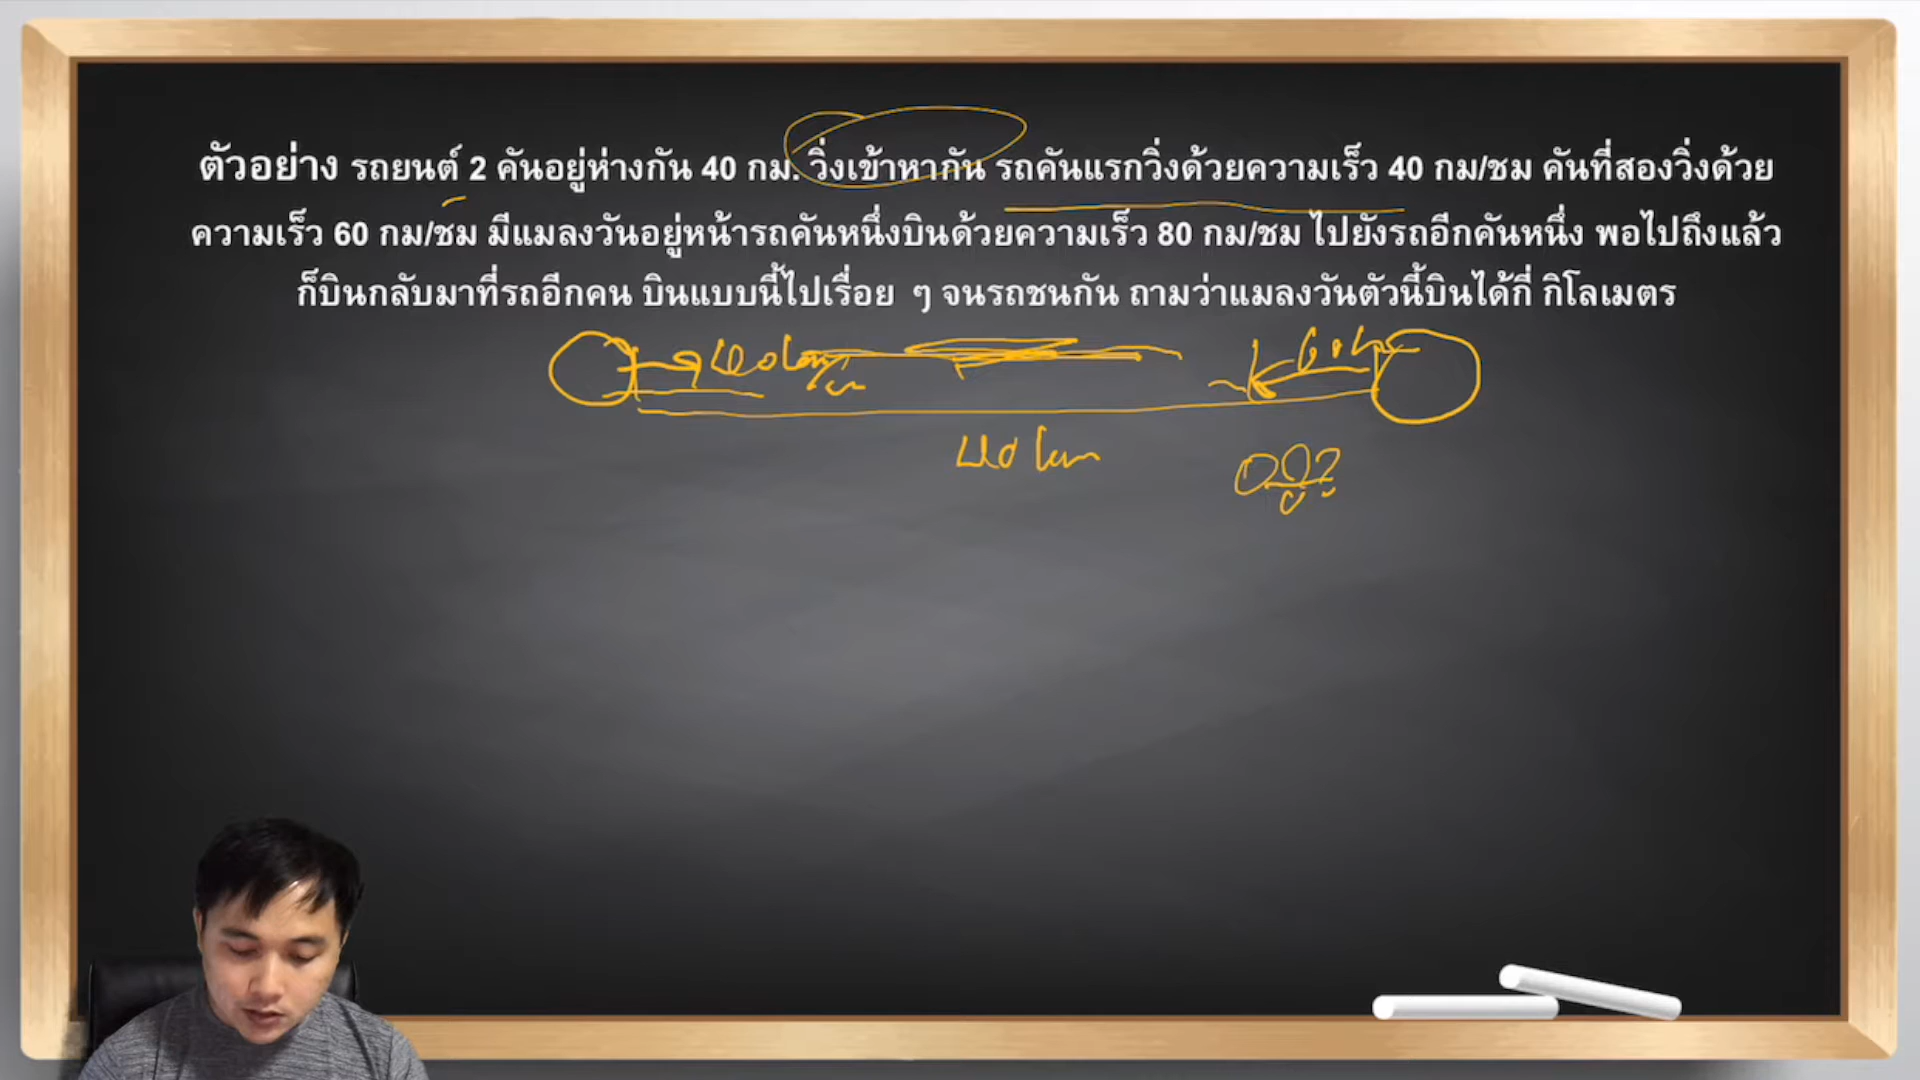 ตัวอย่าง รถยนต์ 2 คันอยู่ห่างกัน 40 กม. วิ่งเข้าหากัน รถคันแรกวิ่งด้วยความเร็ว 40 กม/ชม คันที่สองวิ่งด้วย
ความเร็ว 60 กม/ชม มีแมลงวันอยู่หน้ารถคันหนึ่งบินด้วยความเร็ว 80 กม/ชม ไปยังรถอีกคันหนึ่ง พอไปถึงแล้ว
ก็บินกลับมาที่รถอีกคน บินแบบนี้ไปเรื่อย ๆ จนรถชนกัน ถามว่าแมลงวันตัวนี้บินได้กี่ กิโลเมตร
40 km